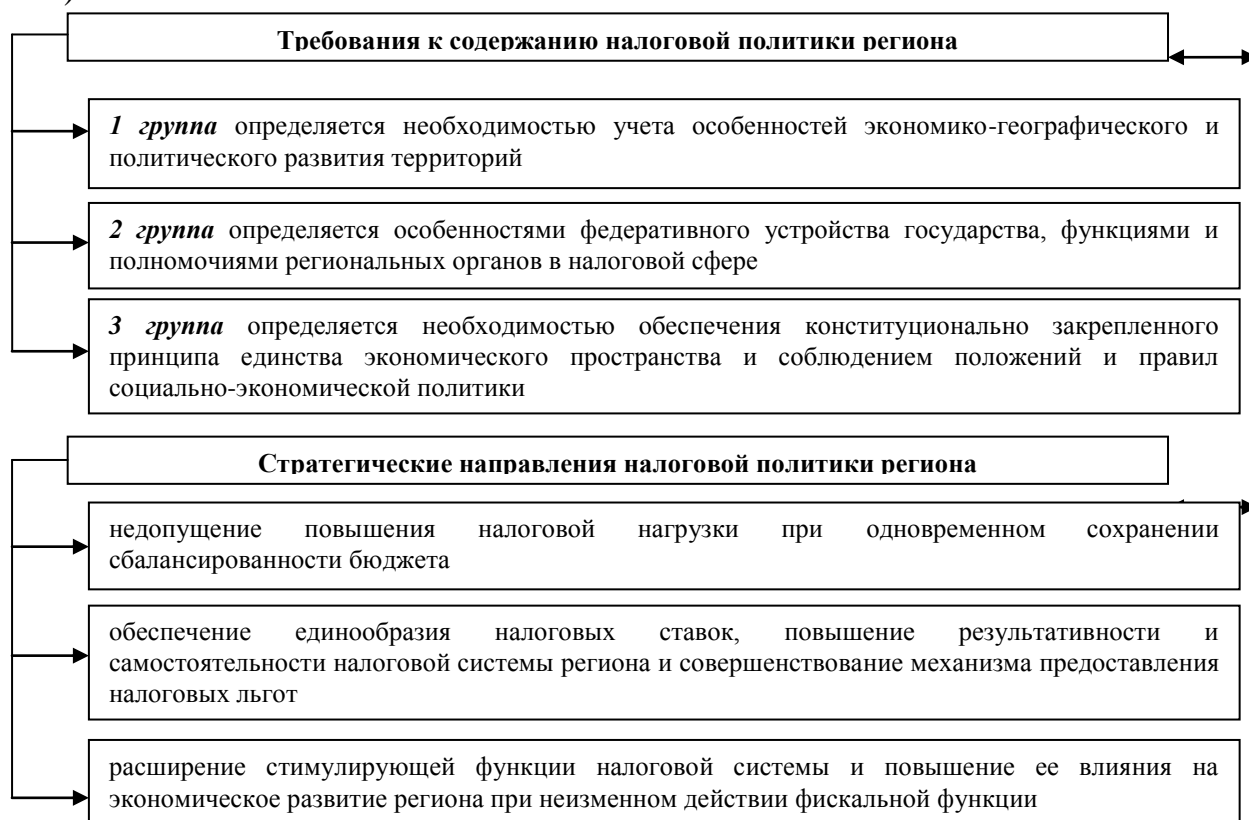 )
Требования к содержанию налоговой политики региона
1 группа определяется необходимостью учета особенностей экономико-географического и
политического развития территорий
2 группа определяется особенностями федеративного устройства государства, функциями и
полномочиями региональных органов в налоговой сфере
3 группа определяется необходимостью обеспечения конституционно закрепленного
принципа единства экономического пространства и соблюдением положений и правил
социально-экономической политики
Стратегические направления налоговой политики региона
недопущение повышения налоговой нагрузки при одновременном сохранении
сбалансированности бюджета
обеспечение единообразия налоговых ставок, повышение результативности и
самостоятельности налоговой системы региона и совершенствование механизма предоставления
налоговых льгот
расширение стимулирующей функции налоговой системы и повышение ее влияния на
экономическое развитие региона при неизменном действии фискальной функции